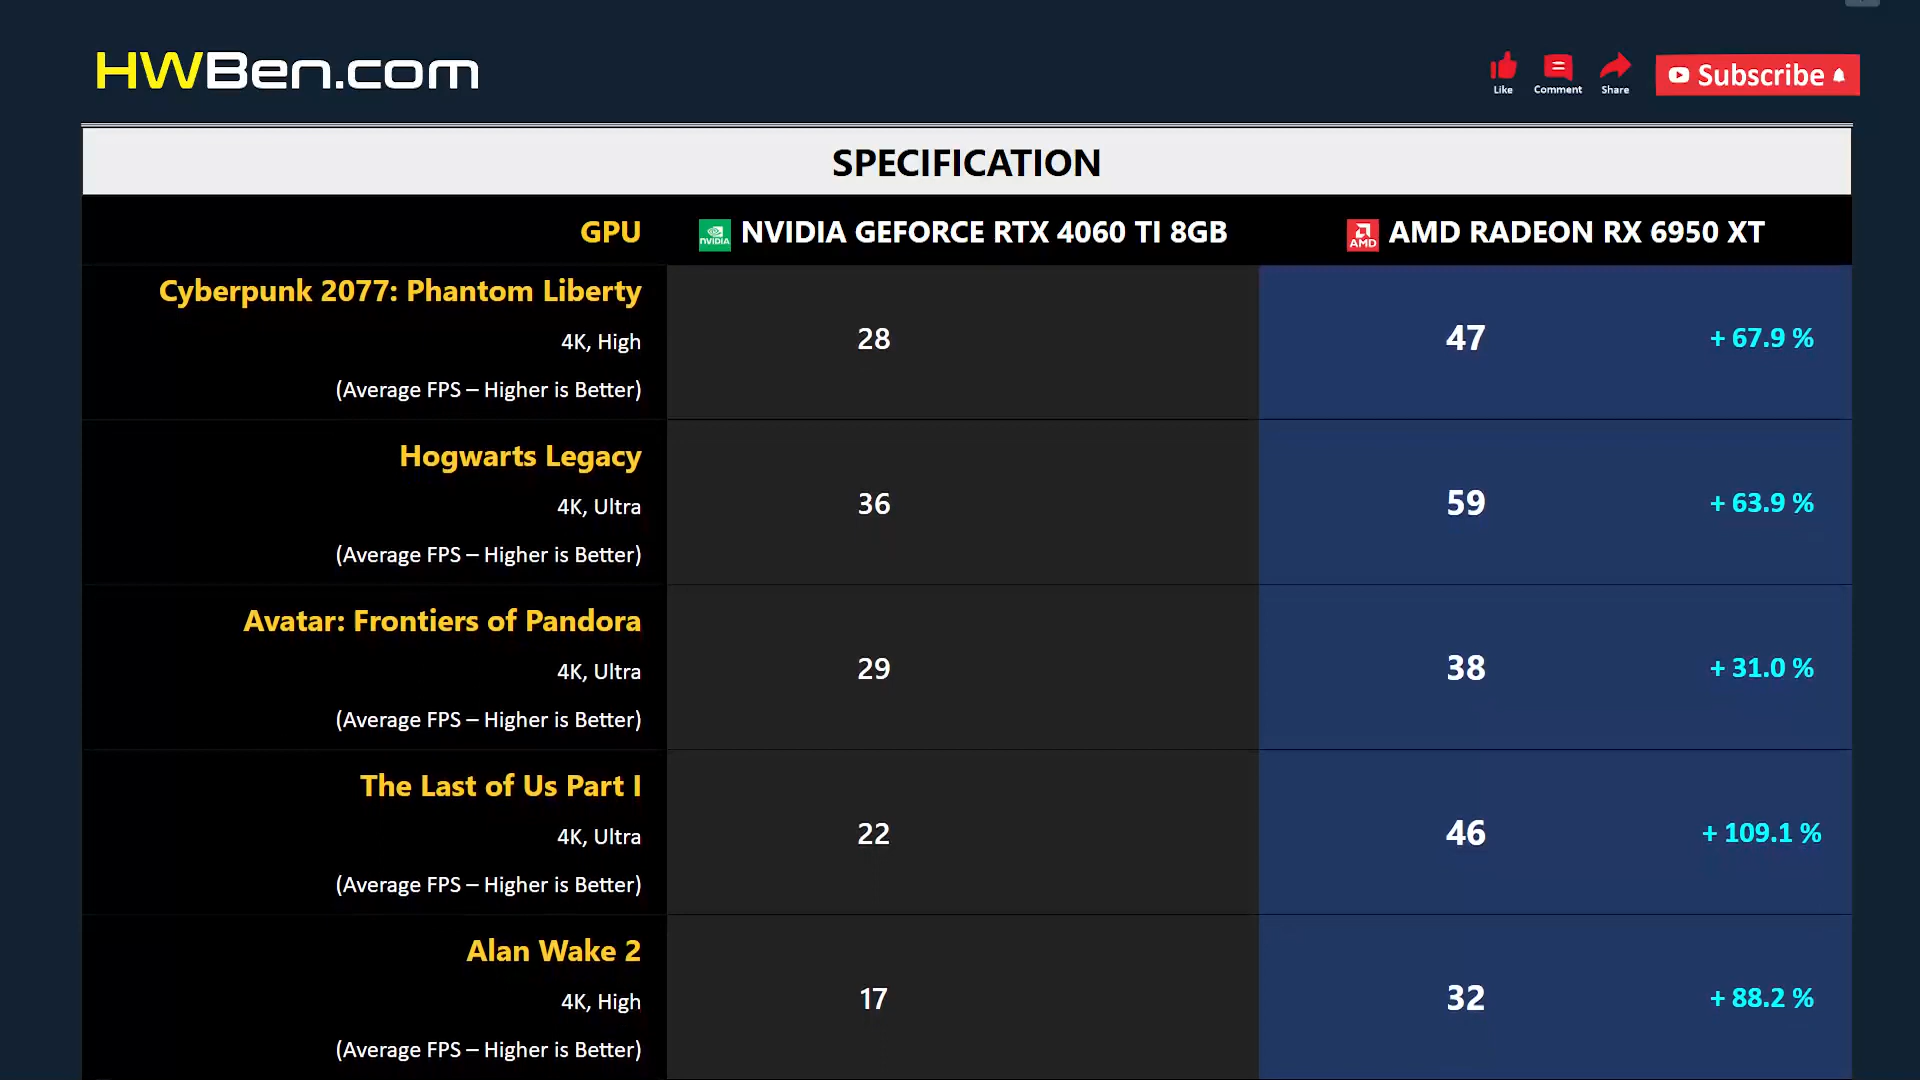 HWBen.com
Like
Comment
Share
Subscribe
SPECIFICATION
GPU
NVIDIA
NVIDIA GEFORCE RTX 4060 TI 8GB
AMD
AMD RADEON RX 6950 XT
Cyberpunk 2077: Phantom Liberty
4K, High
(Average FPS – Higher is Better)
28
47
+ 67.9 %
Hogwarts Legacy
4K, Ultra
(Average FPS – Higher is Better)
36
59
+ 63.9 %
Avatar: Frontiers of Pandora
4K, Ultra
(Average FPS – Higher is Better)
29
38
+ 31.0 %
The Last of Us Part I
4K, Ultra
(Average FPS – Higher is Better)
22
46
+ 109.1 %
Alan Wake 2
4K, High
(Average FPS – Higher is Better)
17
32
+ 88.2 %